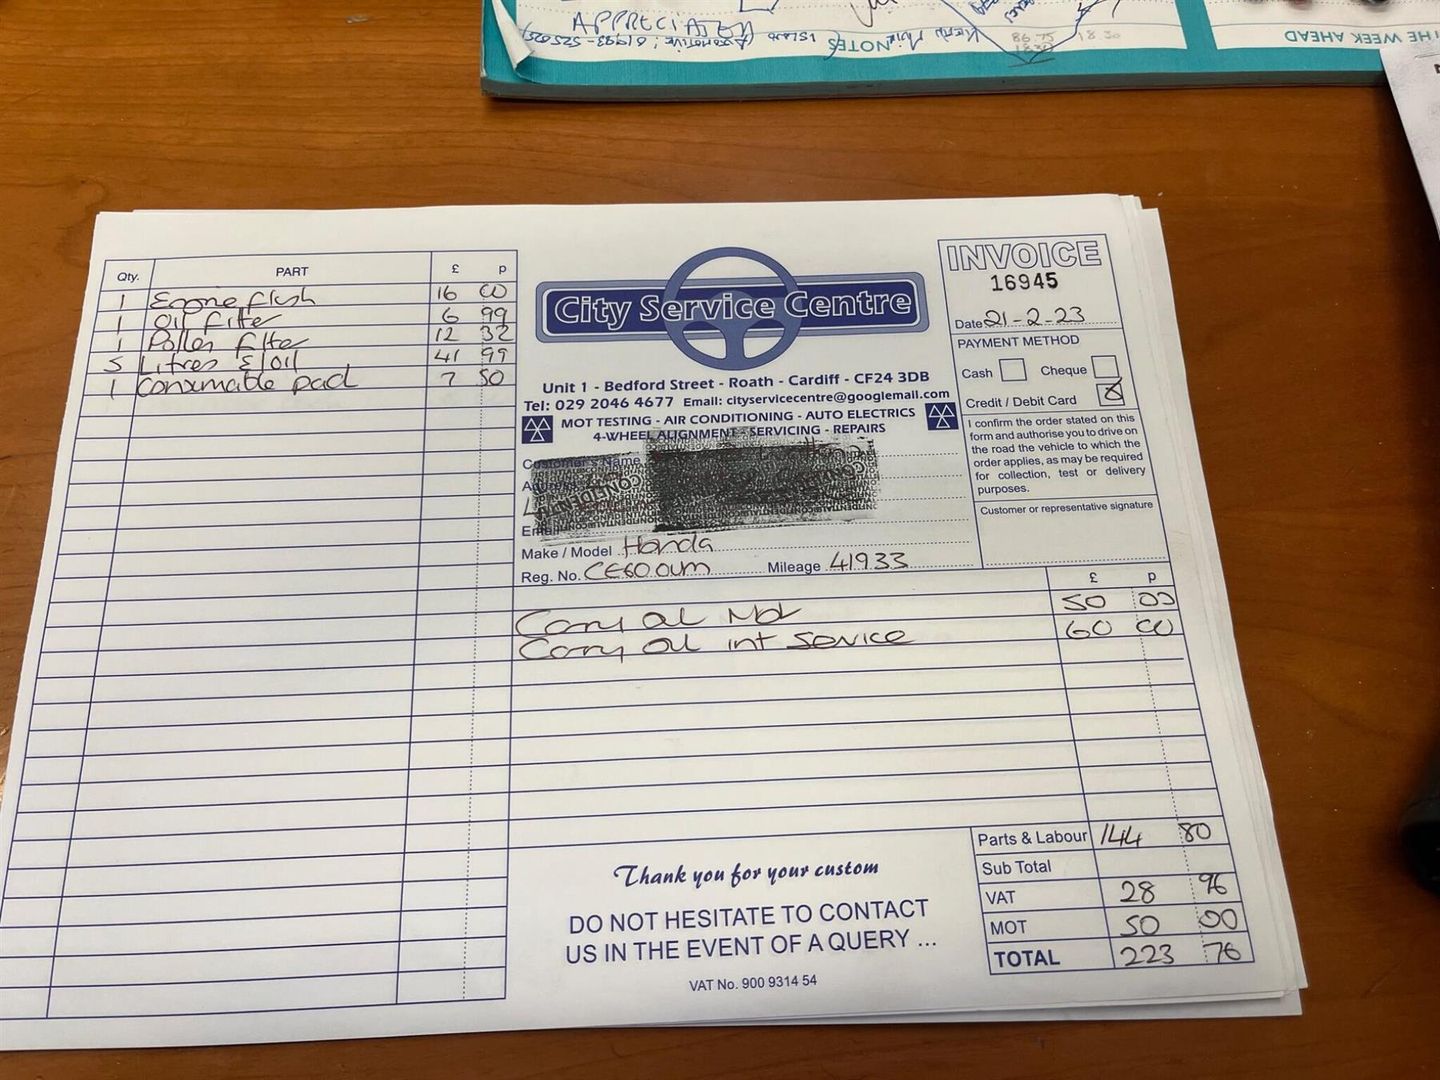 APPRECIATED
NOTES
86.75
18.30
1830
THE WEEK AHEAD
Qty. PART £ p
1 Engine flush 16 00
1 Oil filter 6 99
1 Pollen filter 12 32
5 Litres E/oil 41 99
1 Consumable pack 7 50
City Service Centre
Unit 1 - Bedford Street - Roath - Cardiff - CF24 3DB
Tel: 029 2046 4677 Email: cityservicecentre@googlemail.com
MOT TESTING - AIR CONDITIONING - AUTO ELECTRICS
4-WHEEL ALIGNMENT - SERVICING - REPAIRS
Customer's Name
Address
Email
Make / Model Honda
Reg. No. CE60 OUM Mileage 41933
INVOICE
16945
Date 21-2-23
PAYMENT METHOD
Cash Cheque
Credit / Debit Card
I confirm the order stated on this
form and authorise you to drive on
the road the vehicle to which the
order applies, as may be required
for collection, test or delivery
purposes.
Customer or representative signature
£ p
Carry out Mot 50 00
Carry out int service 60 00
Parts & Labour 144 80
Sub Total
VAT 28 96
MOT 50 00
TOTAL 223 76
Thank you for your custom
DO NOT HESITATE TO CONTACT
US IN THE EVENT OF A QUERY ...
VAT No. 900 9314 54